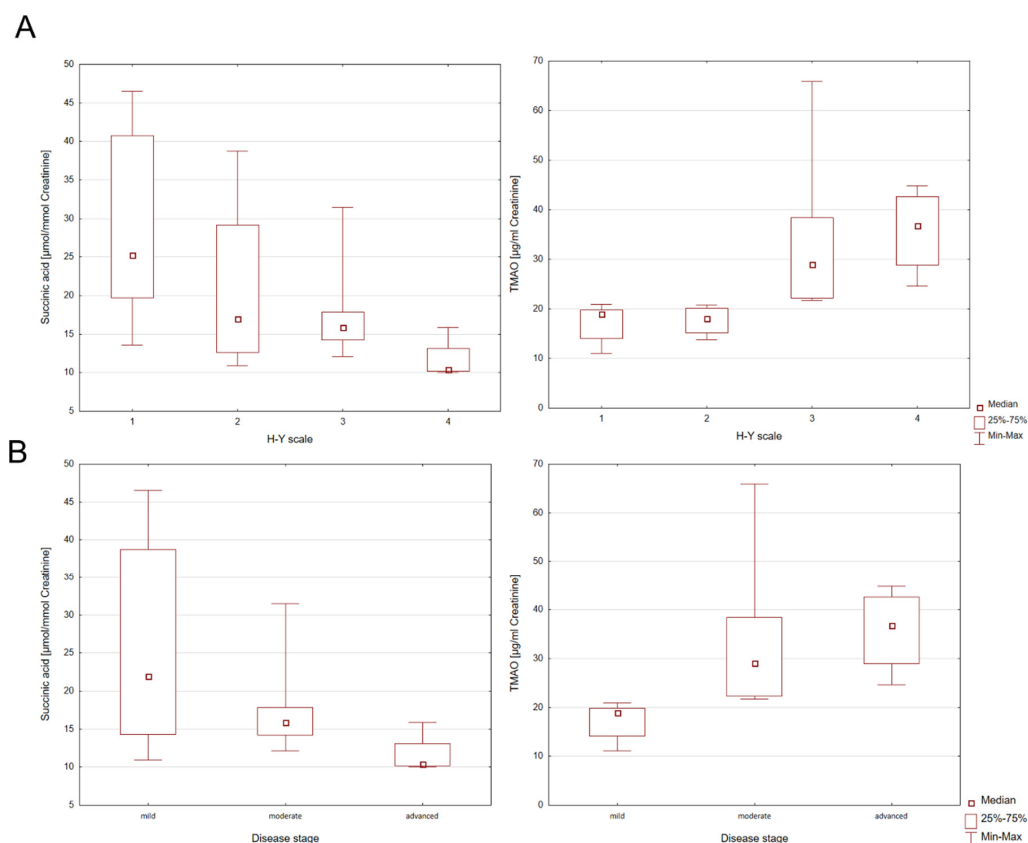 A
Succinic acid [µmol/mmol Creatinine]
50
45
40
35
30
25
20
15
10
5
1 2 3 4
H-Y scale
TMAO [µg/ml Creatinine]
70
60
50
40
30
20
10
0
1 2 3 4
H-Y scale
Median
25%-75%
Min-Max
B
Succinic acid [µmol/mmol Creatinine]
50
45
40
35
30
25
20
15
10
5
mild moderate advanced
Disease stage
TMAO [µg/ml Creatinine]
70
60
50
40
30
20
10
0
mild moderate advanced
Disease stage
Median
25%-75%
Min-Max